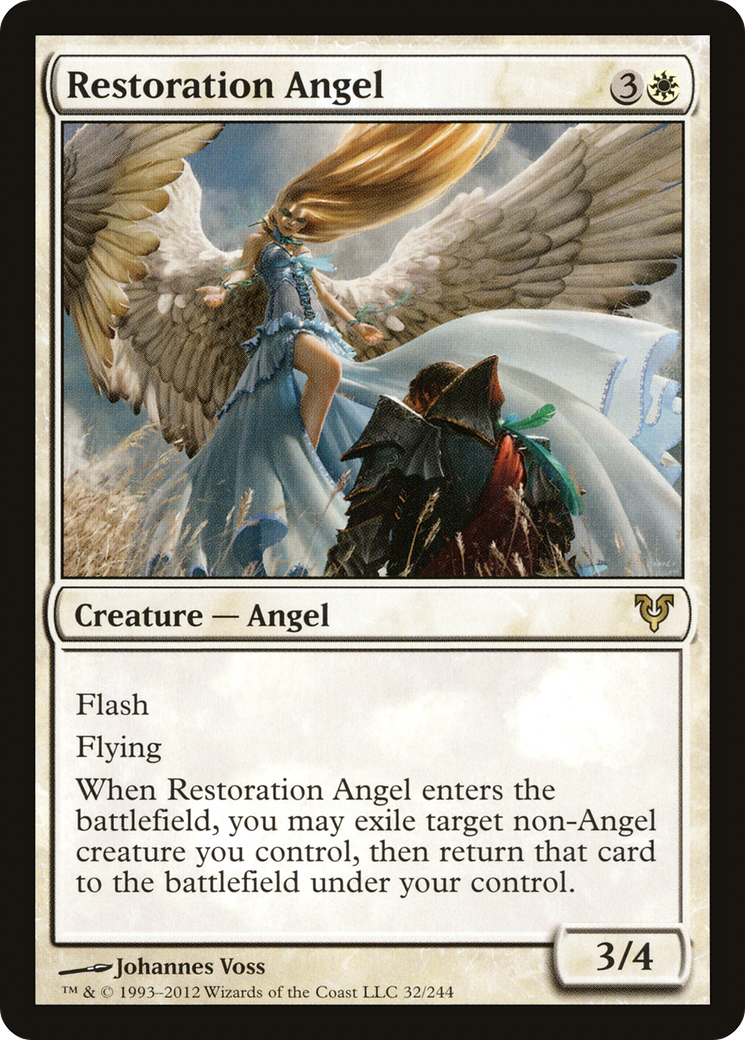 Restoration Angel 3
Creature — Angel
Flash
Flying
When Restoration Angel enters the
battlefield, you may exile target non-Angel
creature you control, then return that card
to the battlefield under your control.
3/4
Johannes Voss
™ & © 1993–2012 Wizards of the Coast LLC 32/244